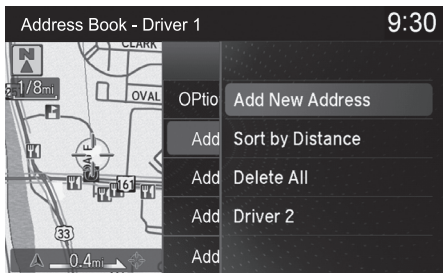 Address Book - Driver 1
9:30
N
CLARK
1/8mi
OVAL
161
33
0.4mi
OPtio
Add
Add
Add
Add
Add New Address
Sort by Distance
Delete All
Driver 2